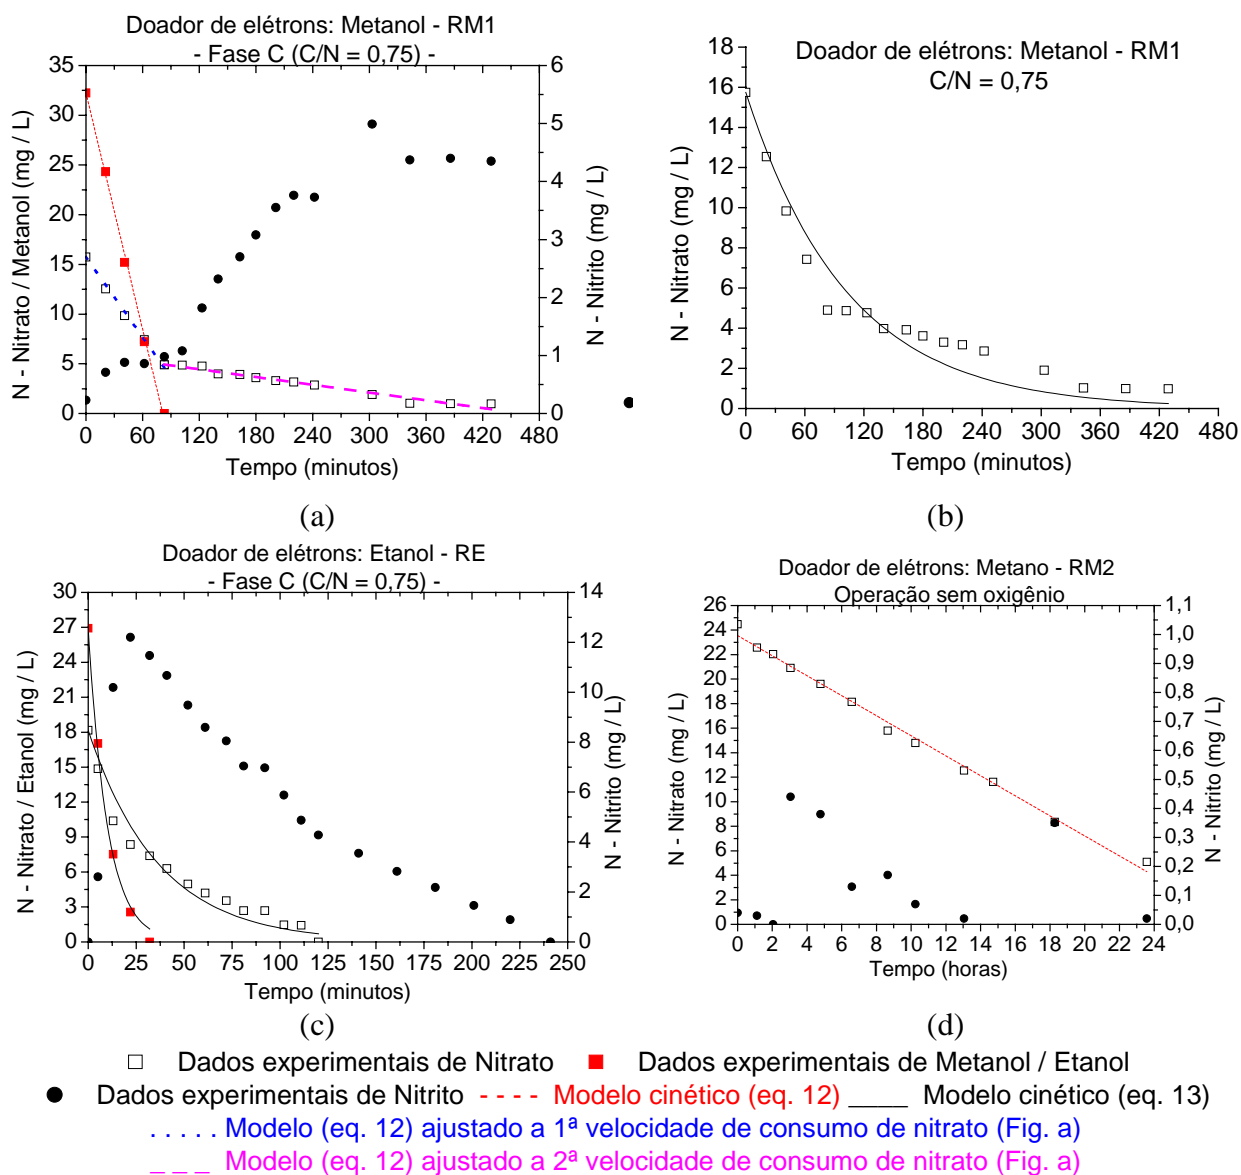 Doador de elétrons: Metanol - RM1
- Fase C (C/N = 0,75) -
35
30
25
20
15
10
5
0
N - Nitrato / Metanol (mg / L)
6
5
4
3
2
1
0
N - Nitrito (mg / L)
0 60 120 180 240 300 360 420 480
Tempo (minutos)
(a)
Doador de elétrons: Metanol - RM1
C/N = 0,75
18
16
14
12
10
8
6
4
2
0
N - Nitrato (mg / L)
0 60 120 180 240 300 360 420 480
Tempo (minutos)
(b)
Doador de elétrons: Etanol - RE
- Fase C (C/N = 0,75) -
30
27
24
21
18
15
12
9
6
3
0
N - Nitrato / Etanol (mg / L)
14
12
10
8
6
4
2
0
N - Nitrito (mg / L)
0 25 50 75 100 125 150 175 200 225 250
Tempo (minutos)
(c)
Doador de elétrons: Metano - RM2
Operação sem oxigênio
26
24
22
20
18
16
14
12
10
8
6
4
2
0
N - Nitrato (mg / L)
1,1
1,0
0,9
0,8
0,7
0,6
0,5
0,4
0,3
0,2
0,1
0,0
N - Nitrito (mg / L)
0 2 4 6 8 10 12 14 16 18 20 22 24
Tempo (horas)
(d)
Dados experimentais de Nitrato Dados experimentais de Metanol / Etanol
Dados experimentais de Nitrito - - - - Modelo cinético (eq. 12) ____ Modelo cinético (eq. 13)
. . . . . Modelo (eq. 12) ajustado a 1ª velocidade de consumo de nitrato (Fig. a)
_ _ _ Modelo (eq. 12) ajustado a 2ª velocidade de consumo de nitrato (Fig. a)